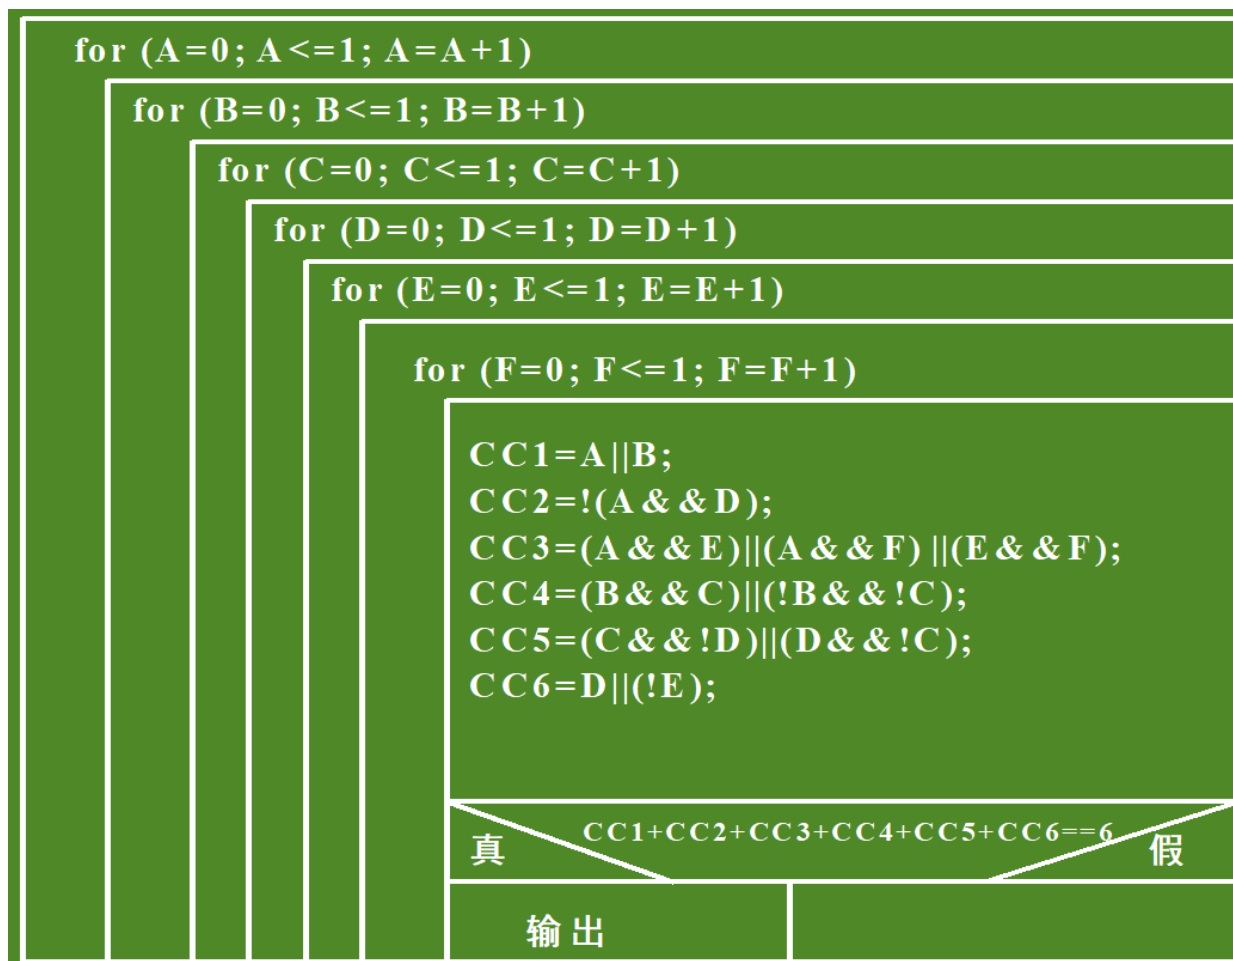 for (A=0; A<=1; A=A+1)
for (B=0; B<=1; B=B+1)
for (C=0; C<=1; C=C+1)
for (D=0; D<=1; D=D+1)
for (E=0; E<=1; E=E+1)
for (F=0; F<=1; F=F+1)
CC1=A||B;
CC2=!(A&&D);
CC3=(A&&E)||(A&&F) ||(E&&F);
CC4=(B&&C)||(!B&&!C);
CC5=(C&&!D)||(D&&!C);
CC6=D||(!E);
真 CC1+CC2+CC3+CC4+CC5+CC6==6 假
输出